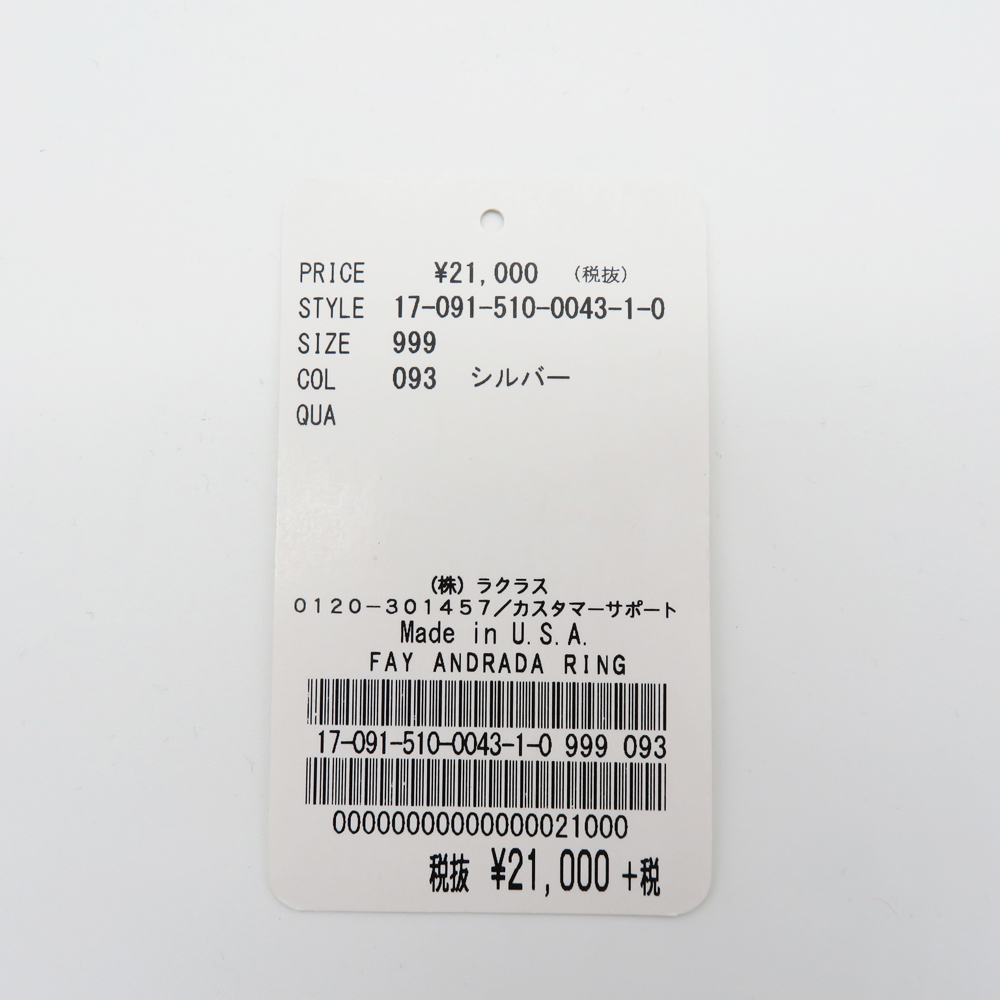 PRICE ¥21,000 (税抜)
STYLE 17-091-510-0043-1-0
SIZE 999
COL 093 シルバー
QUA
(株)ラクラス
0120-301457/カスタマーサポート
Made in U.S.A.
FAY ANDRADA RING
17-091-510-0043-1-0 999 093
00000000000000021000
税抜 ¥21,000 +税